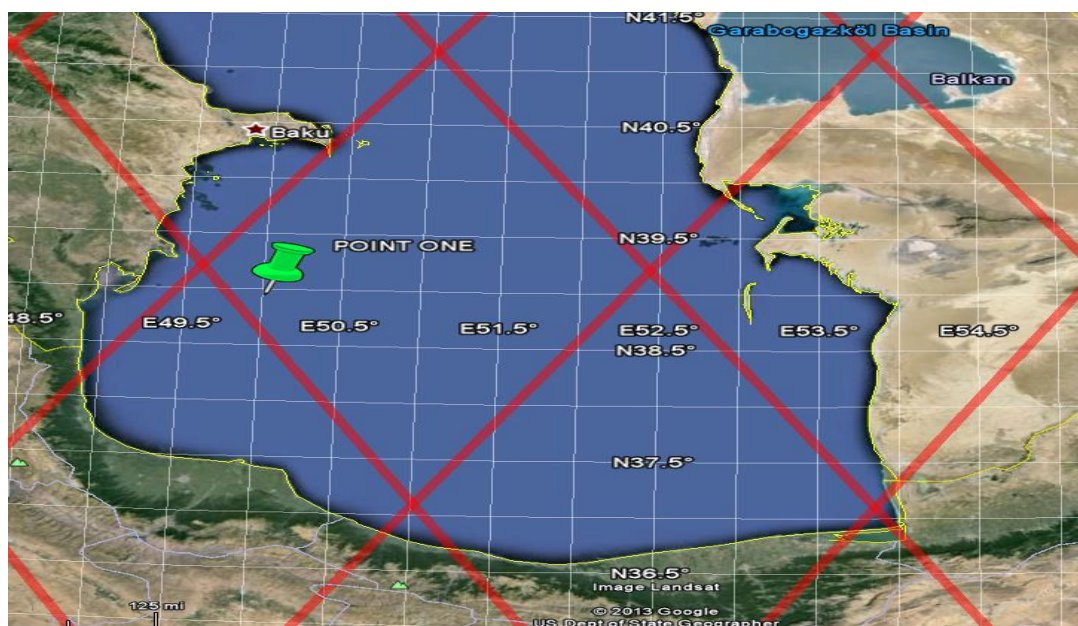 N41.5°
Garabogazköl Basin
Balkan
N40.5°
Baku
N39.5°
POINT ONE
48.5°
E49.5°
E50.5°
E51.5°
E52.5°
E53.5°
E54.5°
N38.5°
N37.5°
N36.5°
Image Landsat
125 mi
© 2013 Google
US Dept of State Geographer